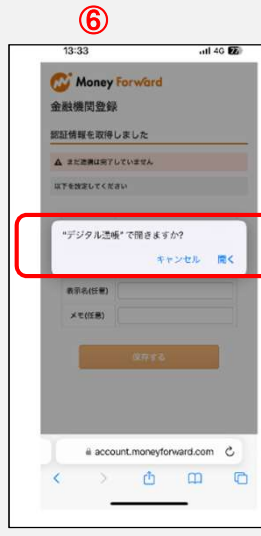 ⑥
13:33
4G 22
Money Forward
金融機関登録
認証情報を取得しました
まだ連携は完了していません
以下を設定してください
"デジタル通帳"で開きますか?
キャンセル 開く
表示名(任意)
メモ(任意)
保存する
account.moneyforward.com